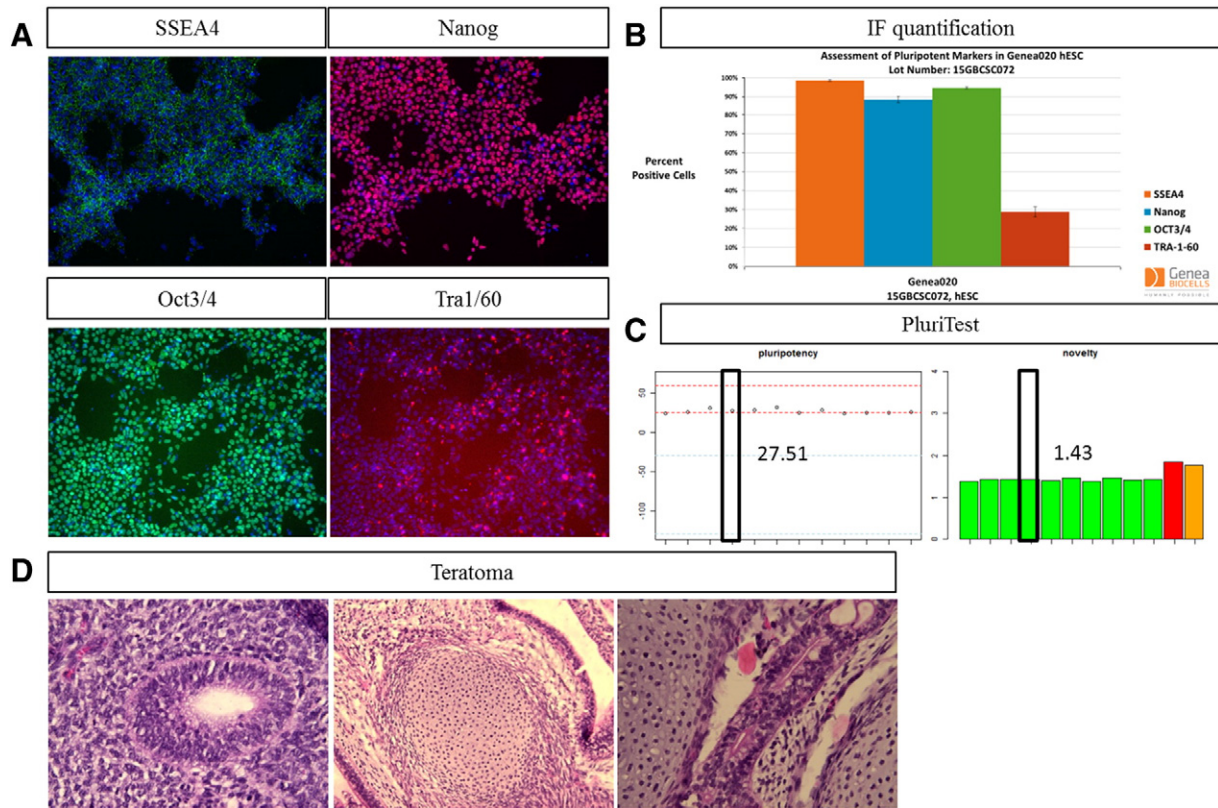 A
SSEA4
Nanog
Oct3/4
Tra1/60
B
IF quantification
Assessment of Pluripotent Markers in Genea020 hESC
Lot Number: 15GBCSC072
100%
90%
80%
70%
60%
50%
40%
30%
20%
10%
0%
Percent
Positive Cells
SSEA4
Nanog
OCT3/4
TRA-1-60
Genea020
15GBCSC072, hESC
Genea
BIOCELLS
HUMANLY POSSIBLE
C
PluriTest
pluripotency
50
0
-50
-100
27.51
novelty
4
3
2
1
0
1.43
D
Teratoma